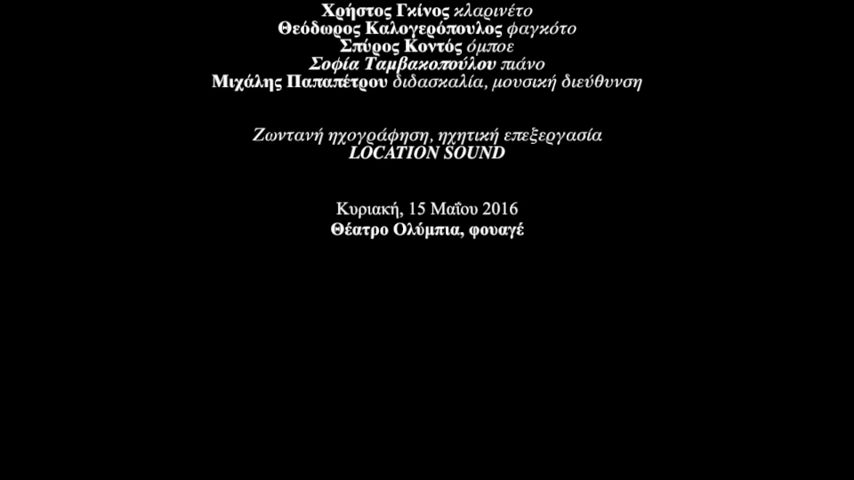 Χρήστος Γκίνος κλαρινέτο
Θεόδωρος Καλογερόπουλος φαγκότο
Σπύρος Κοντός όμποε
Σοφία Ταμβακοπούλου πιάνο
Μιχάλης Παπαπέτρου διδασκαλία, μουσική διεύθυνση
Ζωντανή ηχογράφηση, ηχητική επεξεργασία
LOCATION SOUND
Κυριακή, 15 Μαΐου 2016
Θέατρο Ολύμπια, φουαγέ